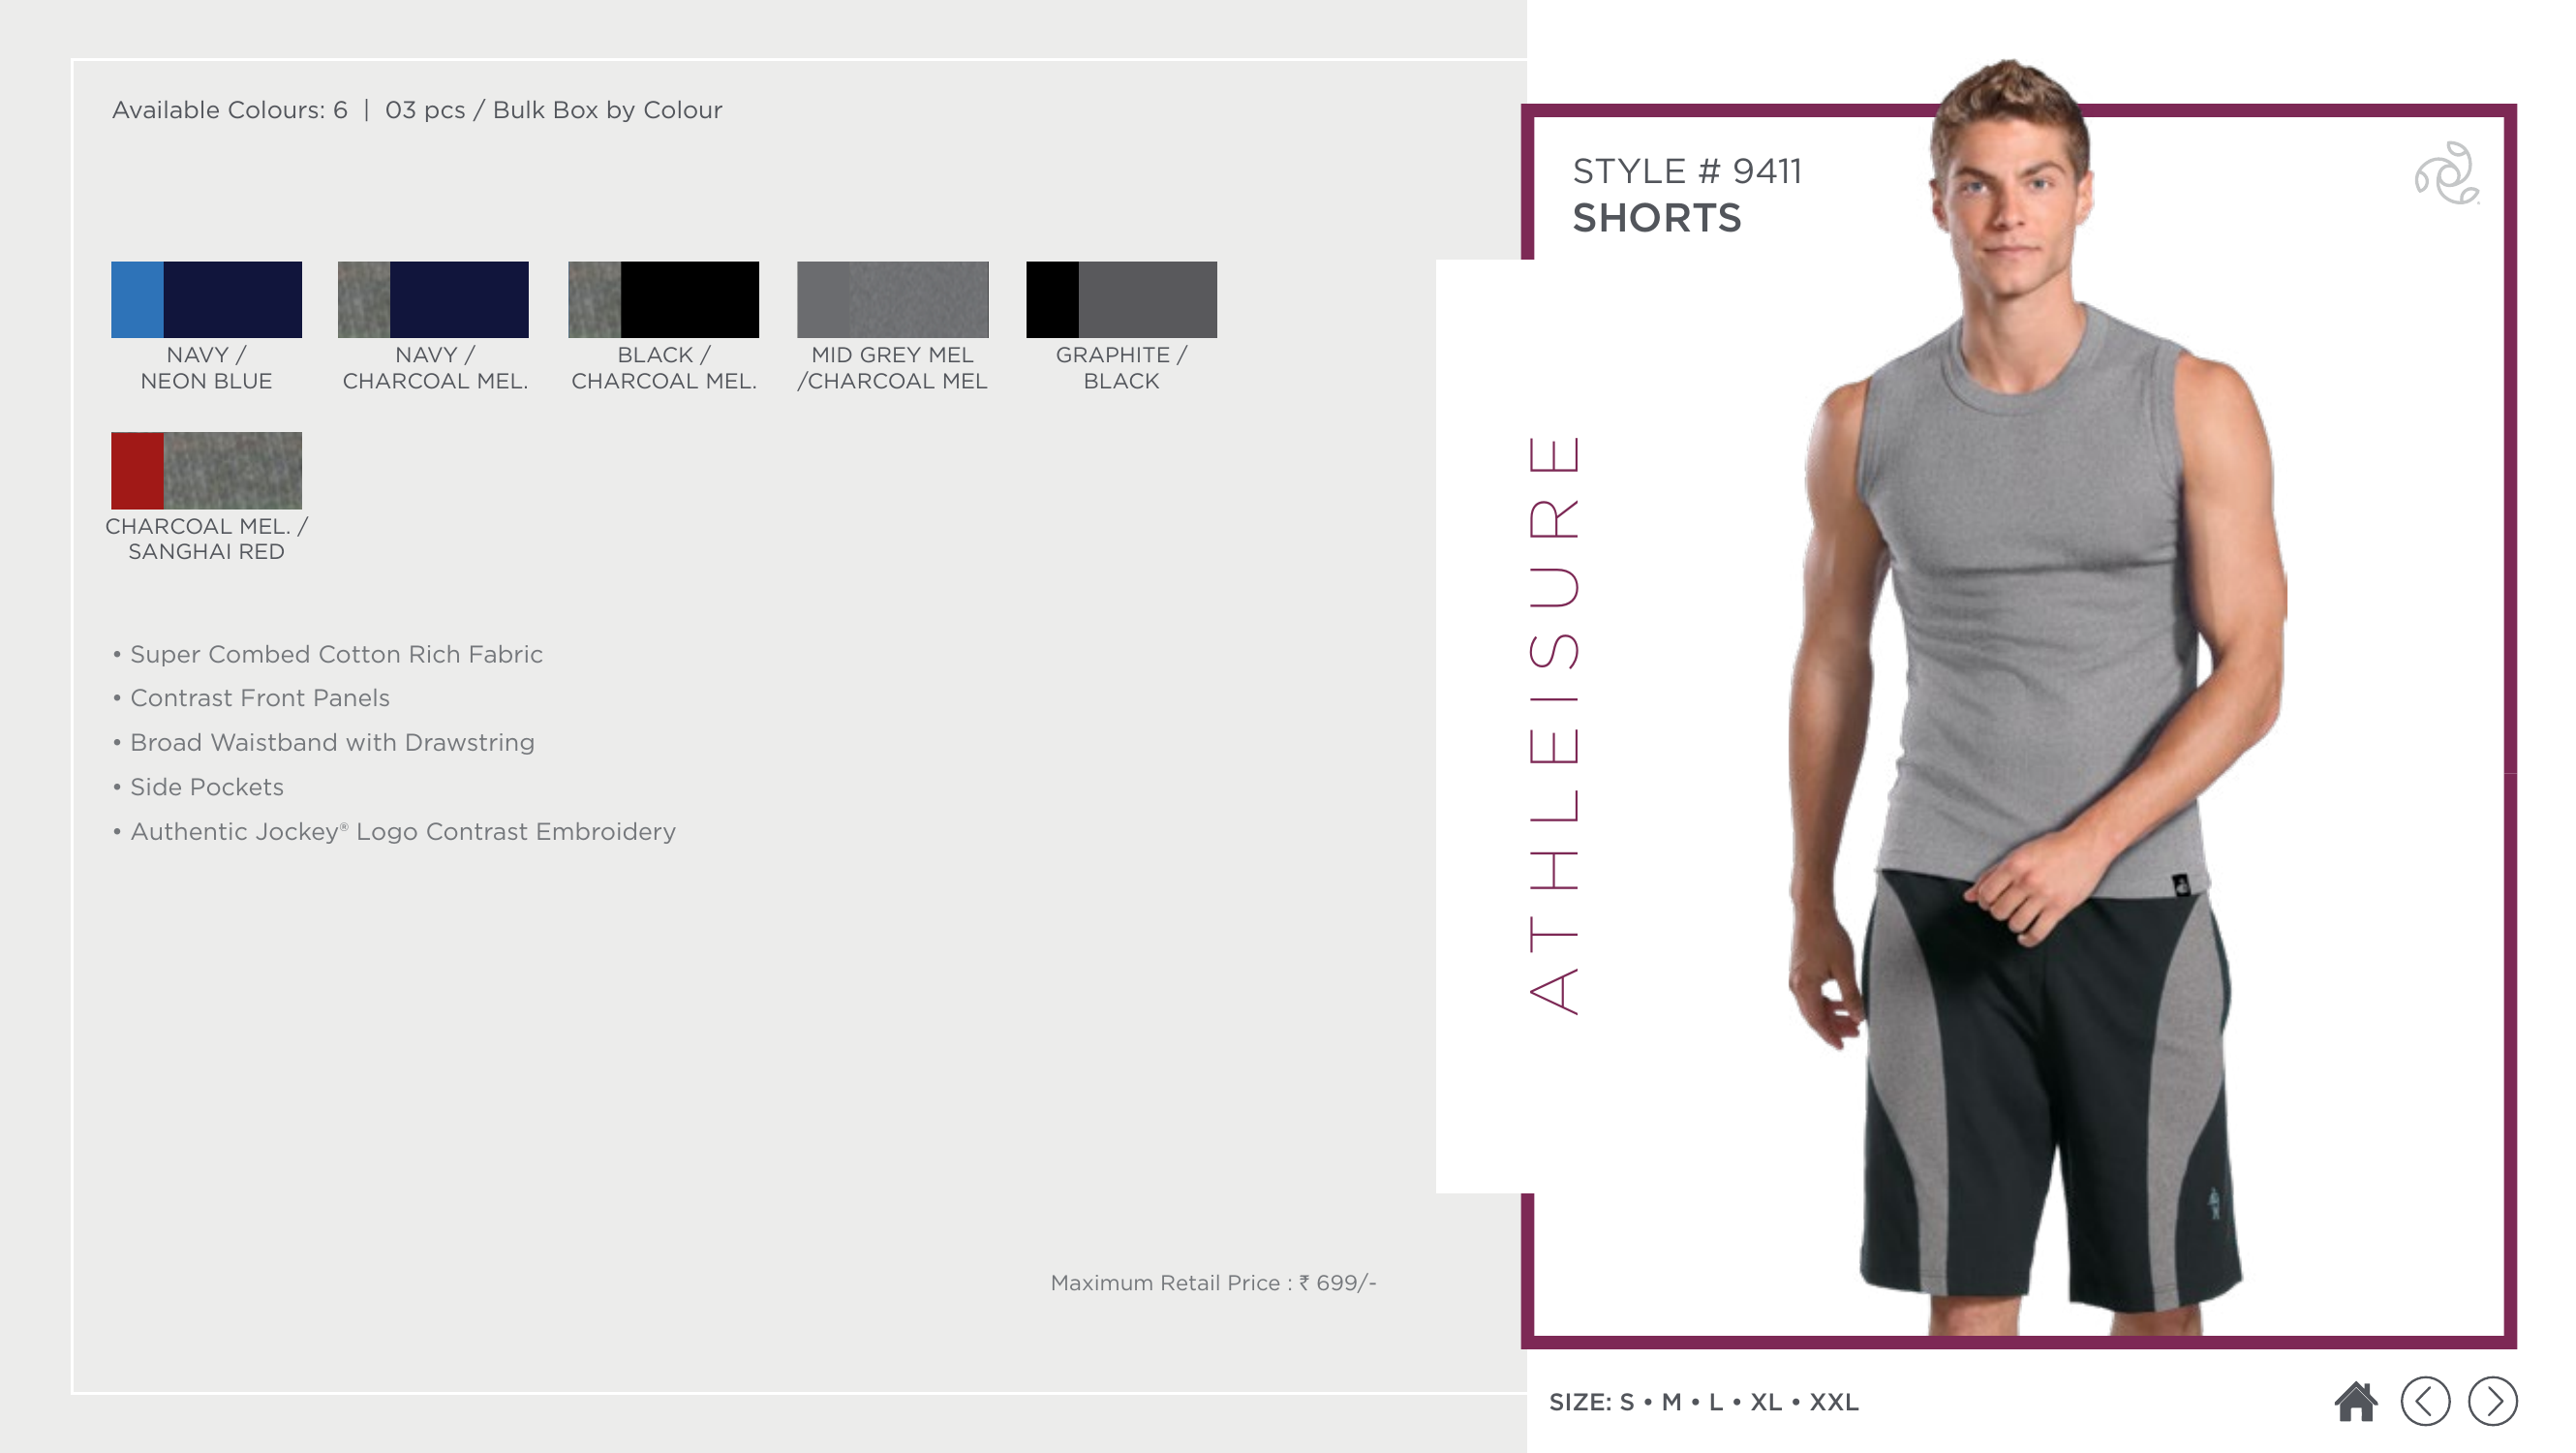 Available Colours: 6 | 03 pcs / Bulk Box by Colour
NAVY /
NEON BLUE
NAVY /
CHARCOAL MEL.
BLACK /
CHARCOAL MEL.
MID GREY MEL
/CHARCOAL MEL
GRAPHITE /
BLACK
CHARCOAL MEL. /
SANGHAI RED
• Super Combed Cotton Rich Fabric
• Contrast Front Panels
• Broad Waistband with Drawstring
• Side Pockets
• Authentic Jockey® Logo Contrast Embroidery
Maximum Retail Price : ₹ 699/-
STYLE # 9411
SHORTS
ATHLEISURE
SIZE: S • M • L • XL • XXL